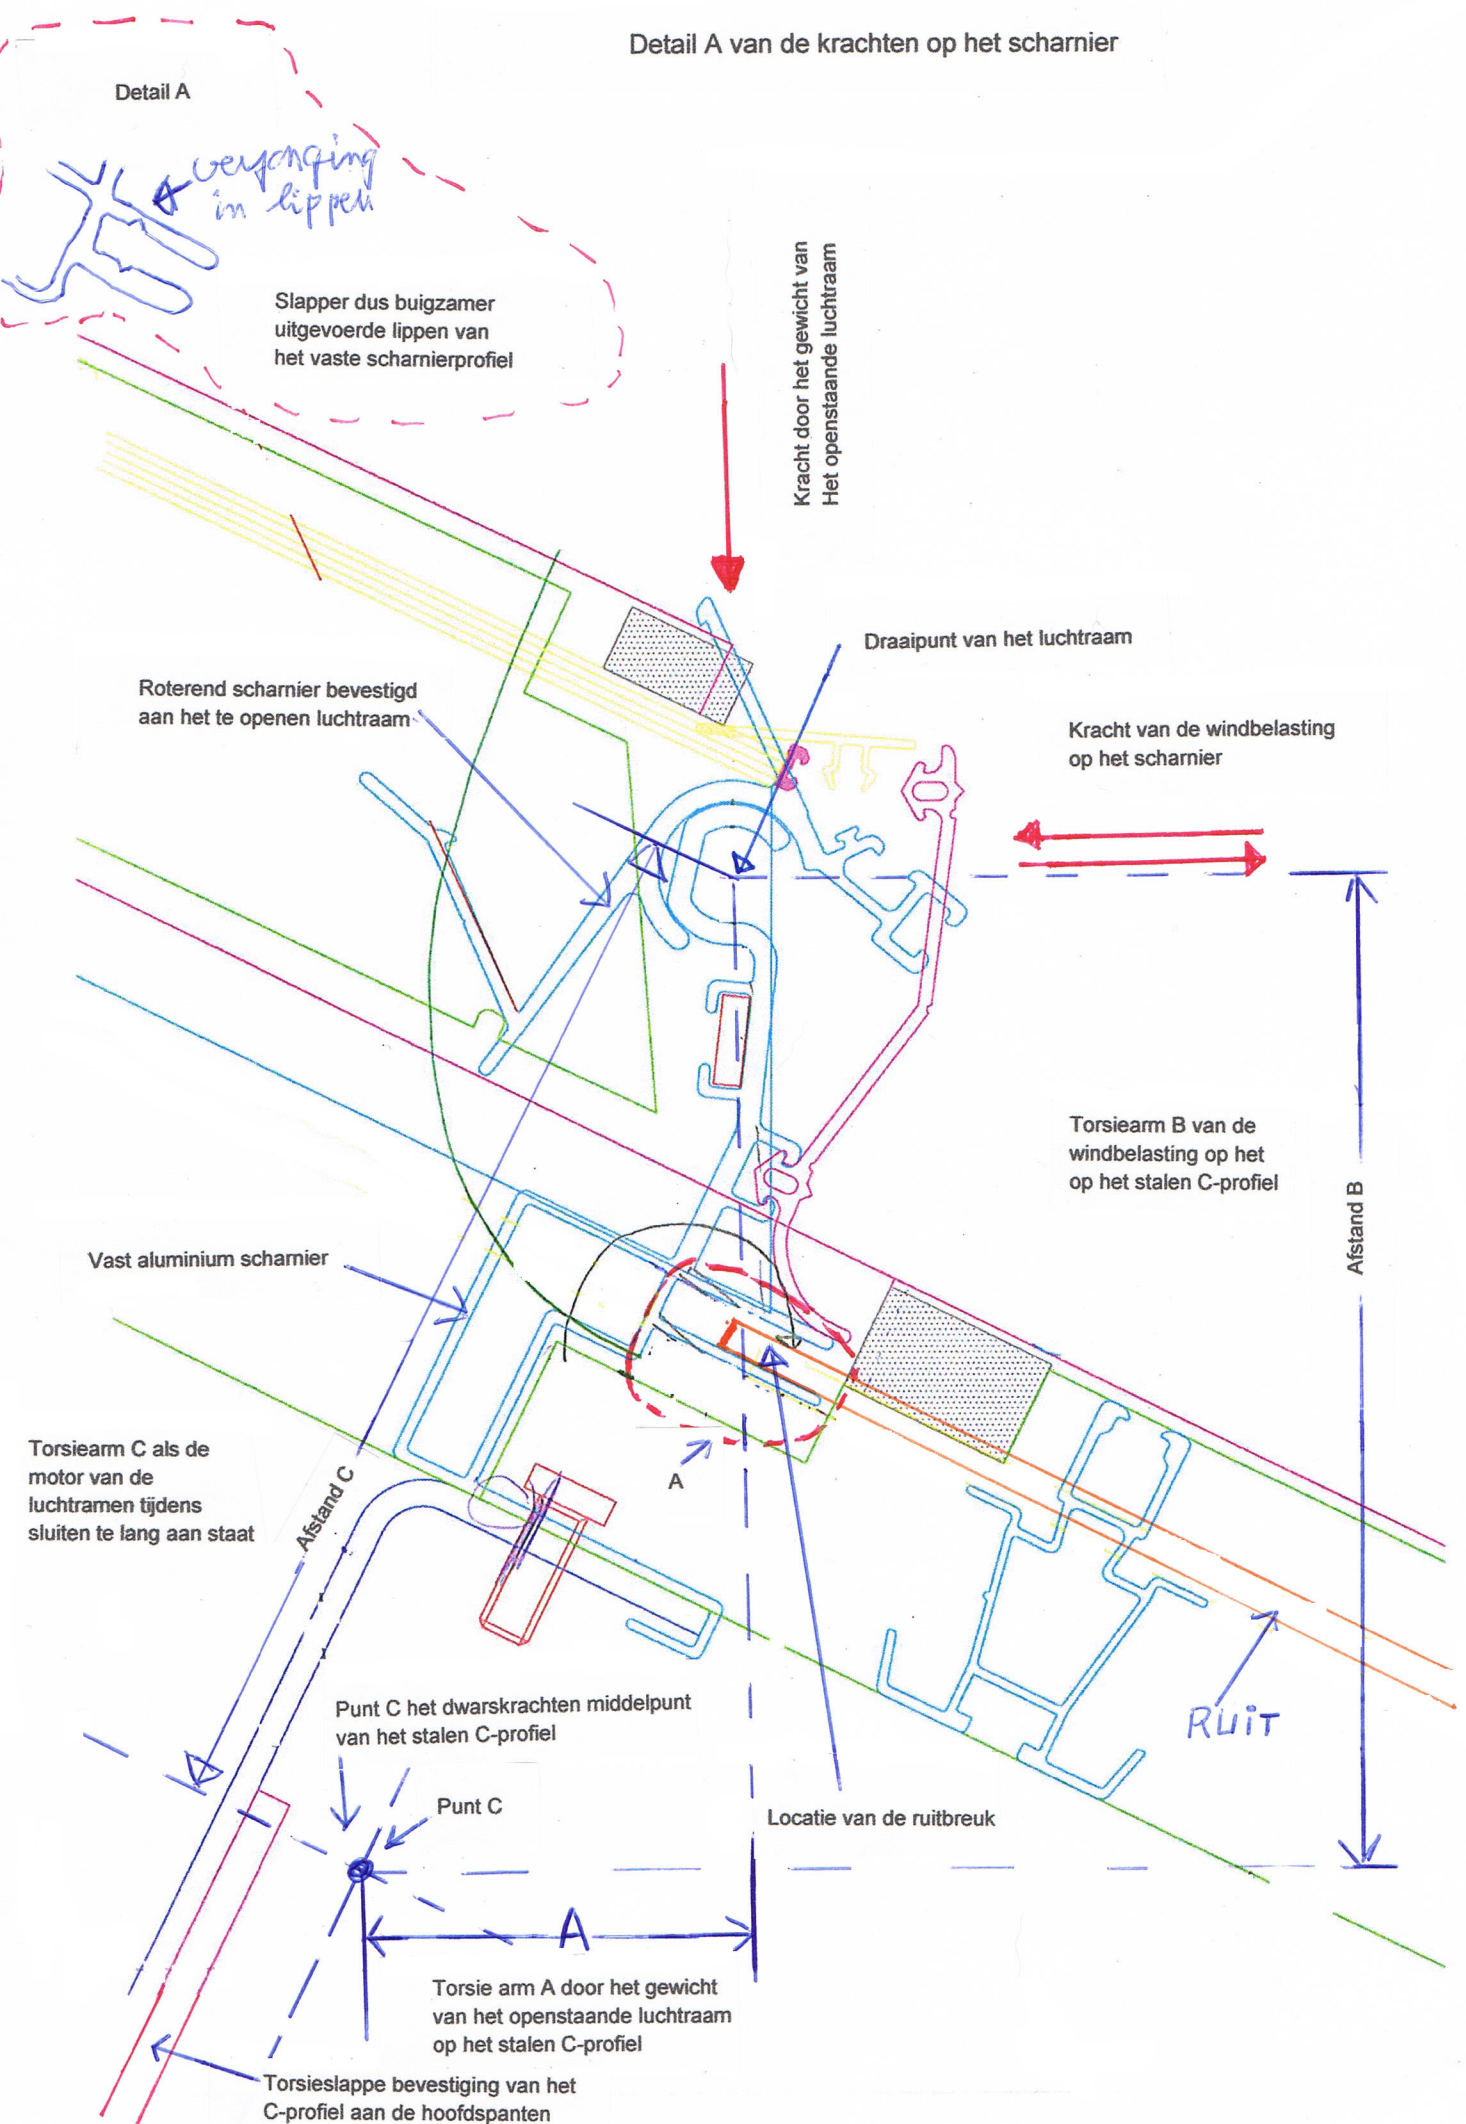 Detail A van de krachten op het scharnier
Detail A
verjonging
in lippen
Slapper dus buigzamer
uitgevoerde lippen van
het vaste scharnierprofiel
Kracht door het gewicht van
Het openstaande luchtraam
Draaipunt van het luchtraam
Roterend scharnier bevestigd
aan het te openen luchtraam
Kracht van de windbelasting
op het scharnier
Torsiearm B van de
windbelasting op het
op het stalen C-profiel
Afstand B
Vast aluminium scharnier
Torsiearm C als de
motor van de
luchtramen tijdens
sluiten te lang aan staat
Afstand C
A
RUIT
Punt C het dwarskrachten middelpunt
van het stalen C-profiel
Punt C
Locatie van de ruitbreuk
A
Torsie arm A door het gewicht
van het openstaande luchtraam
op het stalen C-profiel
Torsieslappe bevestiging van het
C-profiel aan de hoofdspanten